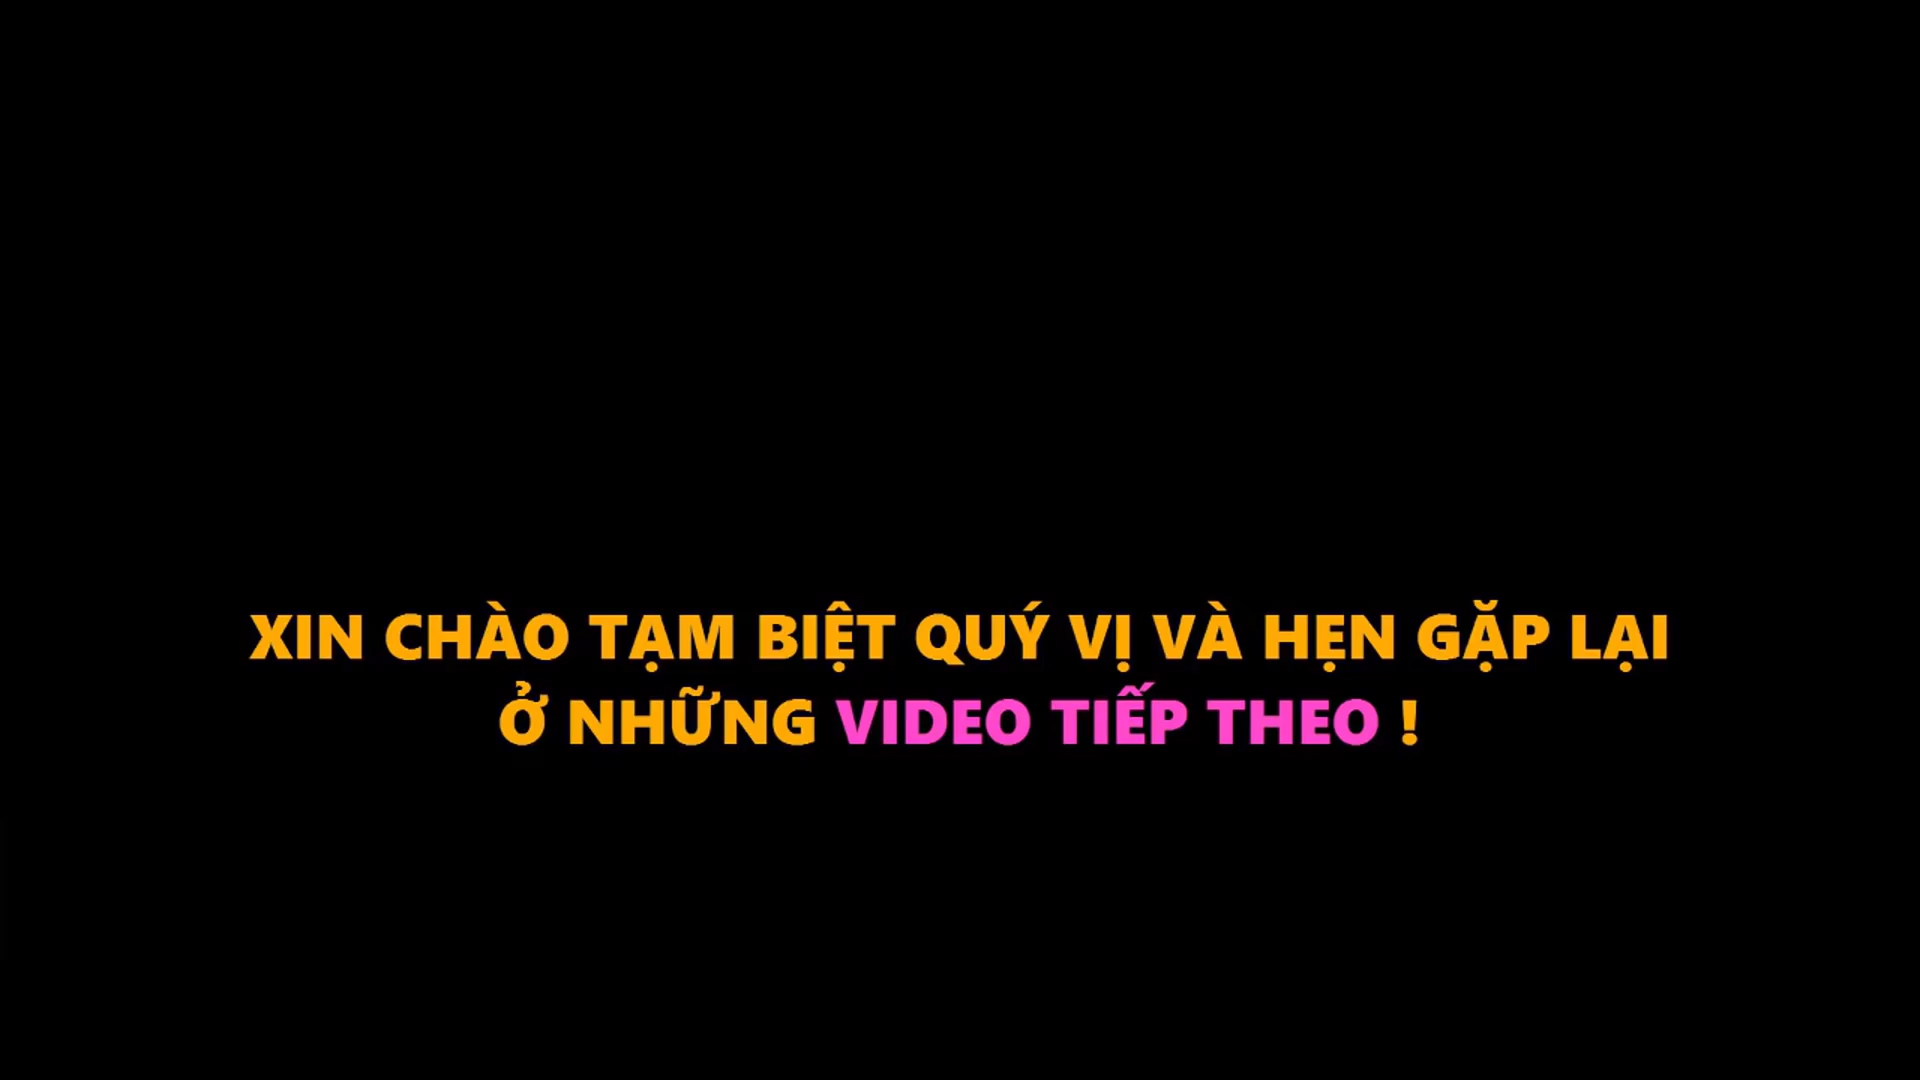 XIN CHÀO TẠM BIỆT QUÝ VỊ VÀ HẸN GẶP LẠI
Ở NHỮNG VIDEO TIẾP THEO !